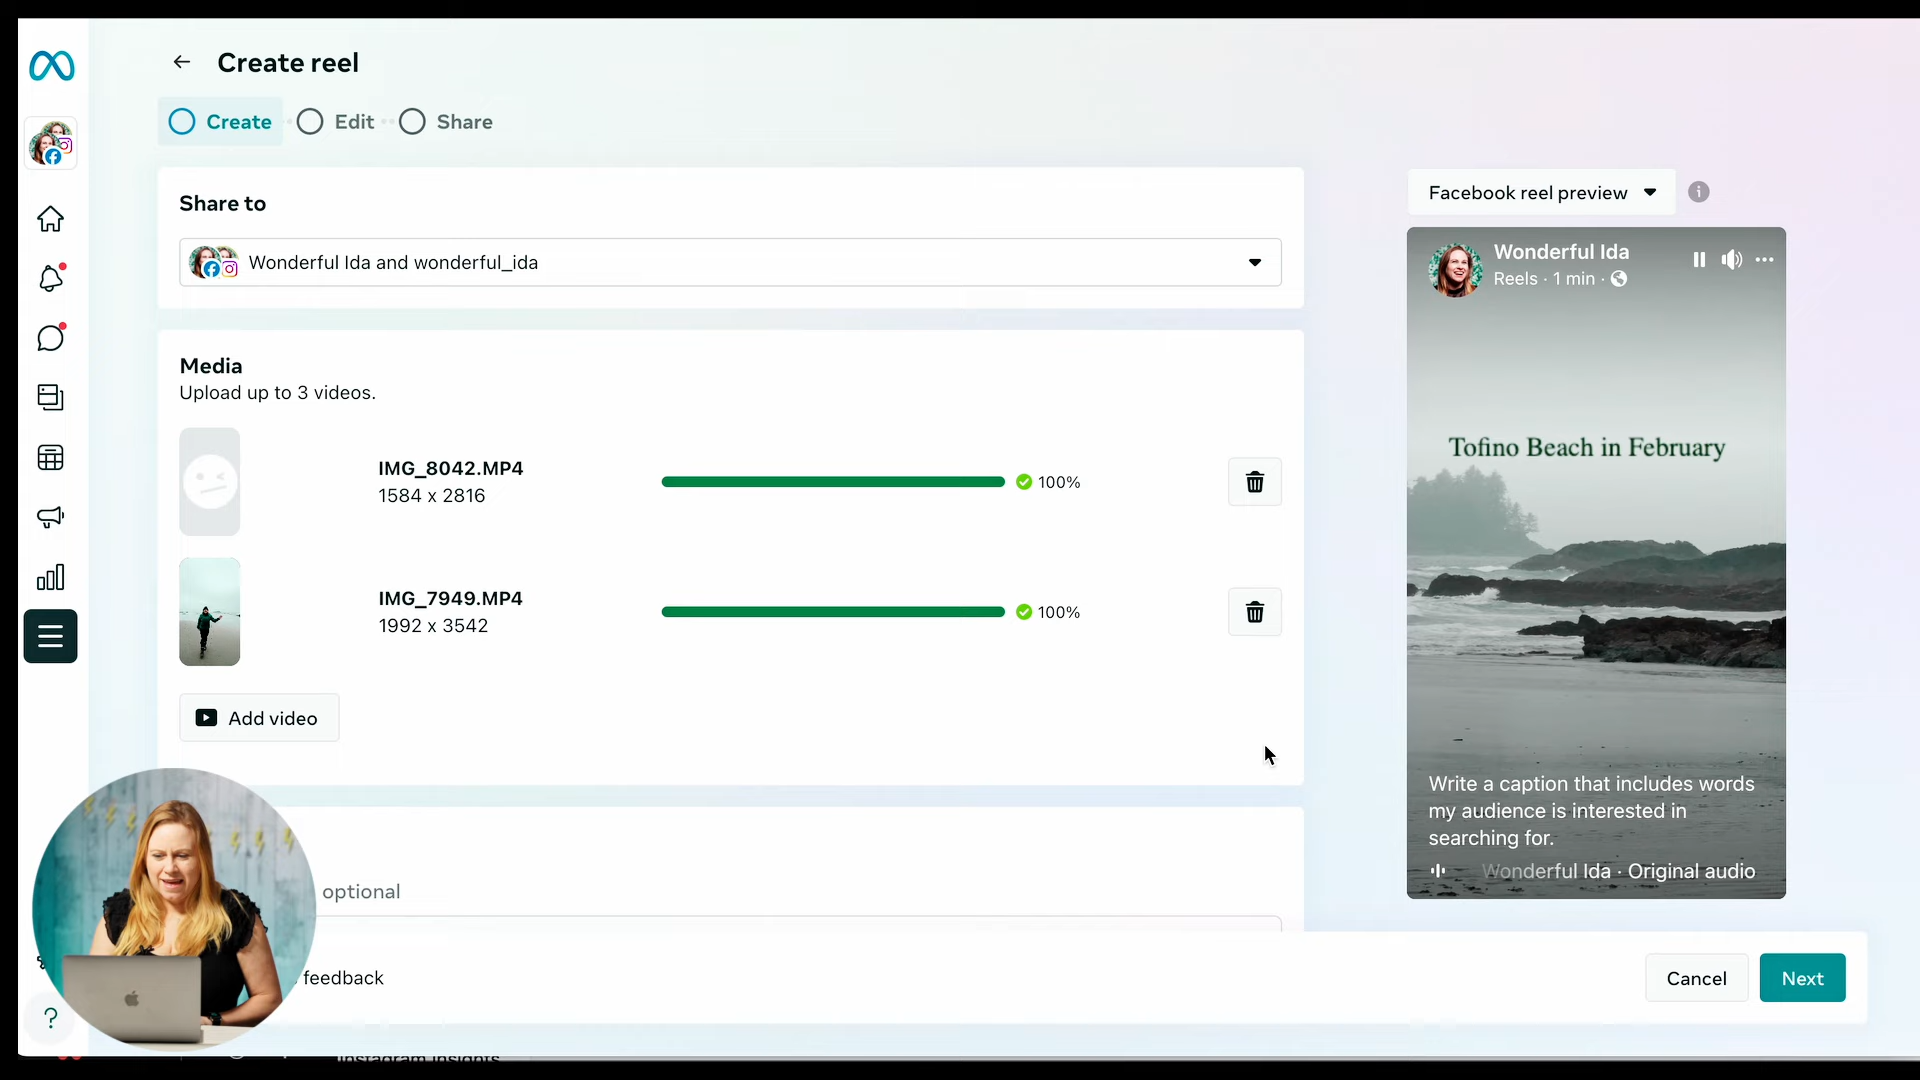 Create reel
Create
Edit
Share
Share to
Wonderful Ida and wonderful_ida
Media
Upload up to 3 videos.
IMG_8042.MP4
1584 x 2816
100%
IMG_7949.MP4
1992 x 3542
100%
Add video
optional
feedback
Instagram Insights
Cancel
Next
Facebook reel preview
Wonderful Ida
Reels · 1 min ·
Tofino Beach in February
Write a caption that includes words
my audience is interested in
searching for.
Wonderful Ida · Original audio